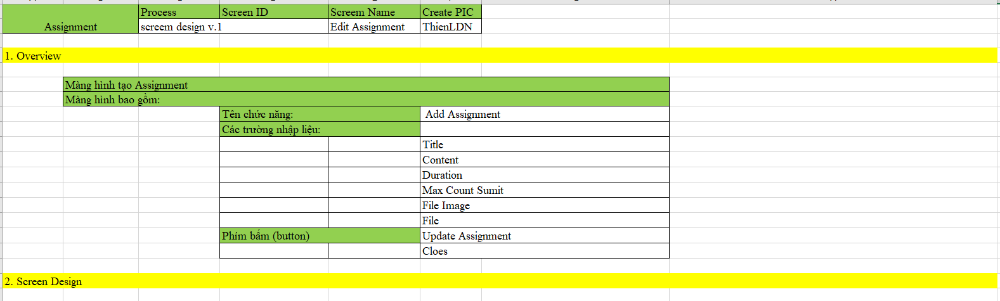 Process Screen ID Screem Name Create PIC
Assignment screem design v.1 Edit Assignment ThienLDN
1. Overview
Màng hình tạo Assignment
Màng hình bao gồm:
Tên chức năng: Add Assignment
Các trường nhập liệu:
Title
Content
Duration
Max Count Sumit
File Image
File
Phím bấm (button) Update Assignment
Cloes
2. Screen Design